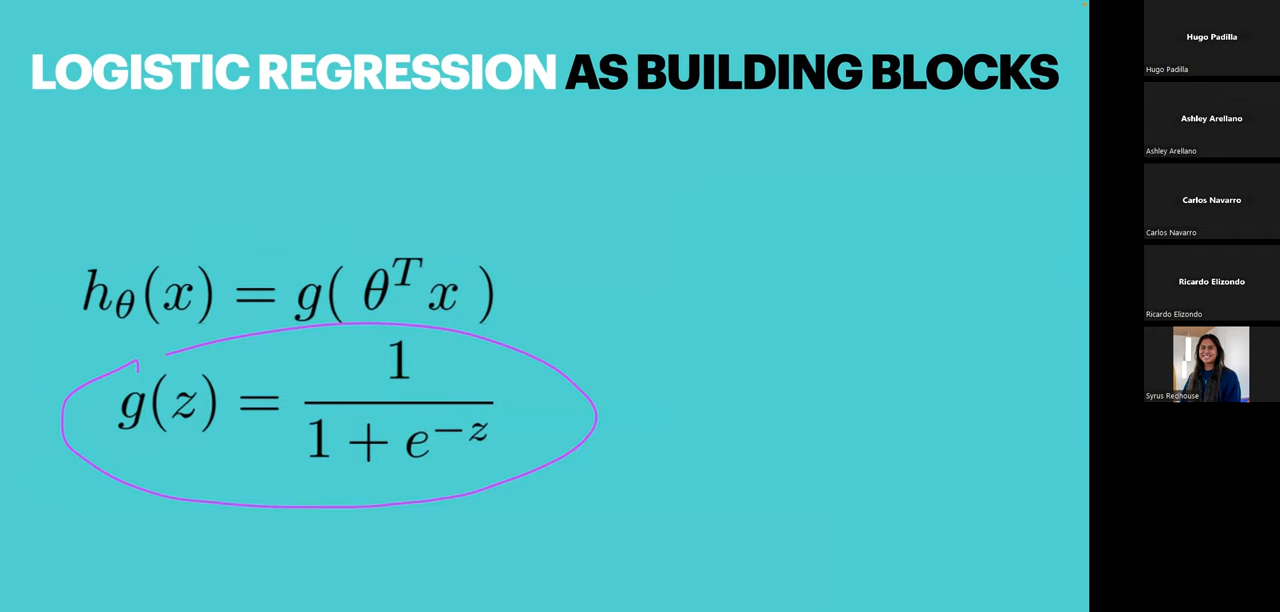 LOGISTIC REGRESSION AS BUILDING BLOCKS
hθ(x) = g( θᵀx )
g(z) = 1 / (1 + e⁻ᶻ)
Hugo Padilla
Hugo Padilla
Ashley Arellano
Ashley Arellano
Carlos Navarro
Carlos Navarro
Ricardo Elizondo
Ricardo Elizondo
Syrus Redhouse